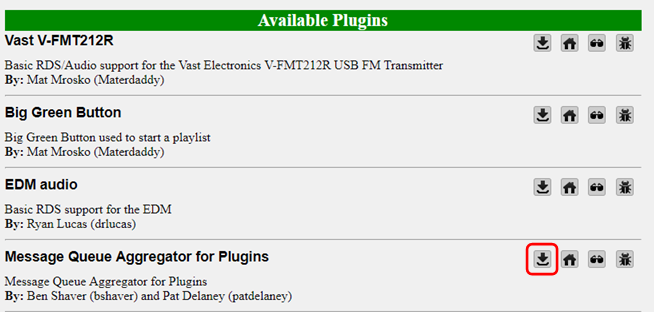 Available Plugins
Vast V-FMT212R
Basic RDS/Audio support for the Vast Electronics V-FMT212R USB FM Transmitter
By: Mat Mrosko (Materdaddy)
Big Green Button
Big Green Button used to start a playlist
By: Mat Mrosko (Materdaddy)
EDM audio
Basic RDS support for the EDM
By: Ryan Lucas (drlucas)
Message Queue Aggregator for Plugins
Message Queue Aggregator for Plugins
By: Ben Shaver (bshaver) and Pat Delaney (patdelaney)